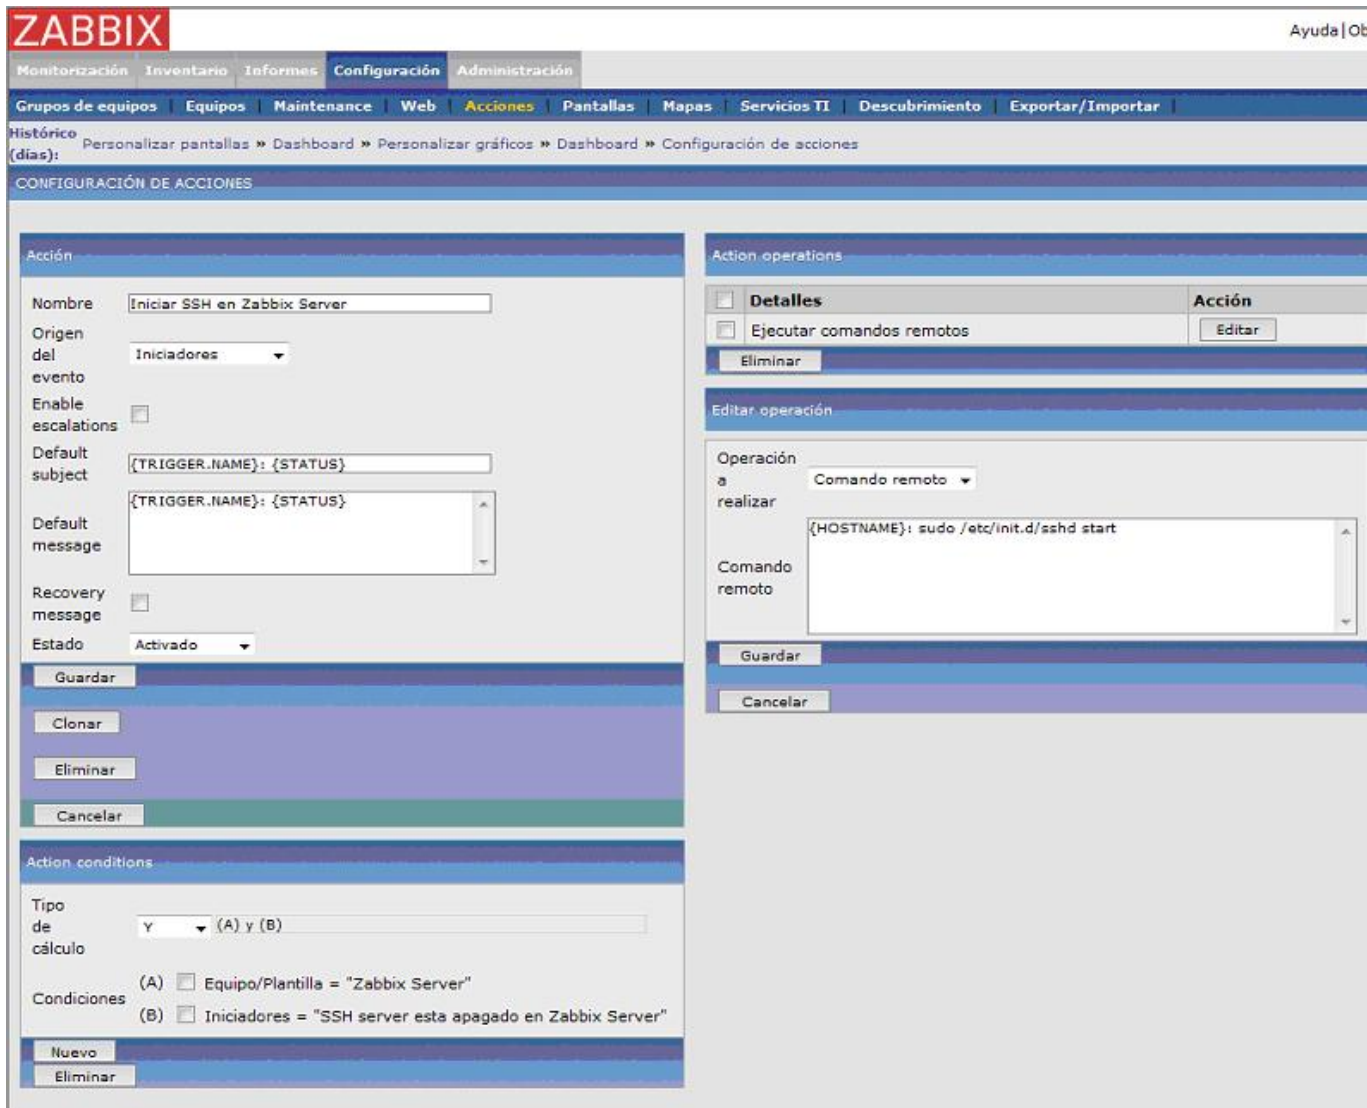 ZABBIX
Ayuda|Ob
Monitorización Inventario Informes Configuración Administración
Grupos de equipos | Equipos | Maintenance | Web | Acciones | Pantallas | Mapas | Servicios TI | Descubrimiento | Exportar/Importar |
Histórico
(días):
Personalizar pantallas » Dashboard » Personalizar gráficos » Dashboard » Configuración de acciones
CONFIGURACIÓN DE ACCIONES
Acción
Nombre
Iniciar SSH en Zabbix Server
Origen
del
evento
Iniciadores
Enable
escalations
Default
subject
{TRIGGER.NAME}: {STATUS}
Default
message
{TRIGGER.NAME}: {STATUS}
Recovery
message
Estado
Activado
Guardar
Clonar
Eliminar
Cancelar
Action conditions
Tipo
de
cálculo
Y
(A) y (B)
Condiciones
(A) Equipo/Plantilla = "Zabbix Server"
(B) Iniciadores = "SSH server esta apagado en Zabbix Server"
Nuevo
Eliminar
Action operations
Detalles
Acción
Ejecutar comandos remotos
Editar
Eliminar
Editar operación
Operación
a
realizar
Comando remoto
Comando
remoto
{HOSTNAME}: sudo /etc/init.d/sshd start
Guardar
Cancelar